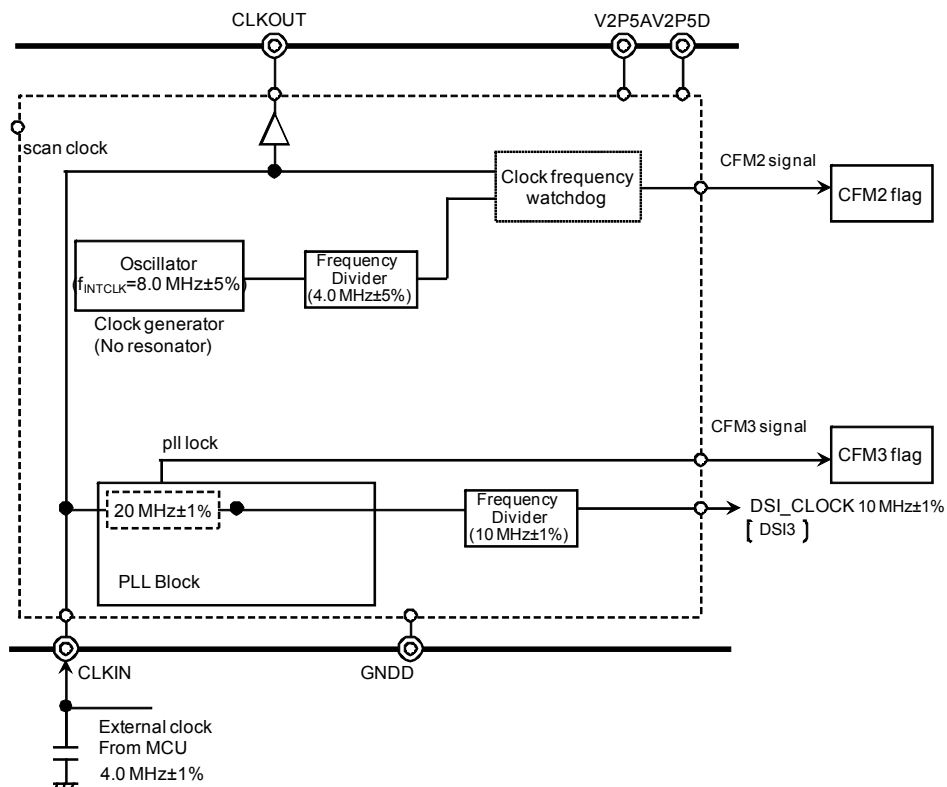 CLKOUT
V2P5AV2P5D
scan clock
Clock frequency
watchdog
CFM2 signal
CFM2 flag
Oscillator
(fINTCLK=8.0 MHz±5%)
Clock generator
(No resonator)
Frequency
Divider
(4.0 MHz±5%)
pll lock
CFM3 signal
CFM3 flag
20 MHz±1%
PLL Block
Frequency
Divider
(10 MHz±1%)
DSI_CLOCK 10 MHz±1%
[ DSI3 ]
CLKIN
GNDD
External clock
From MCU
4.0 MHz±1%